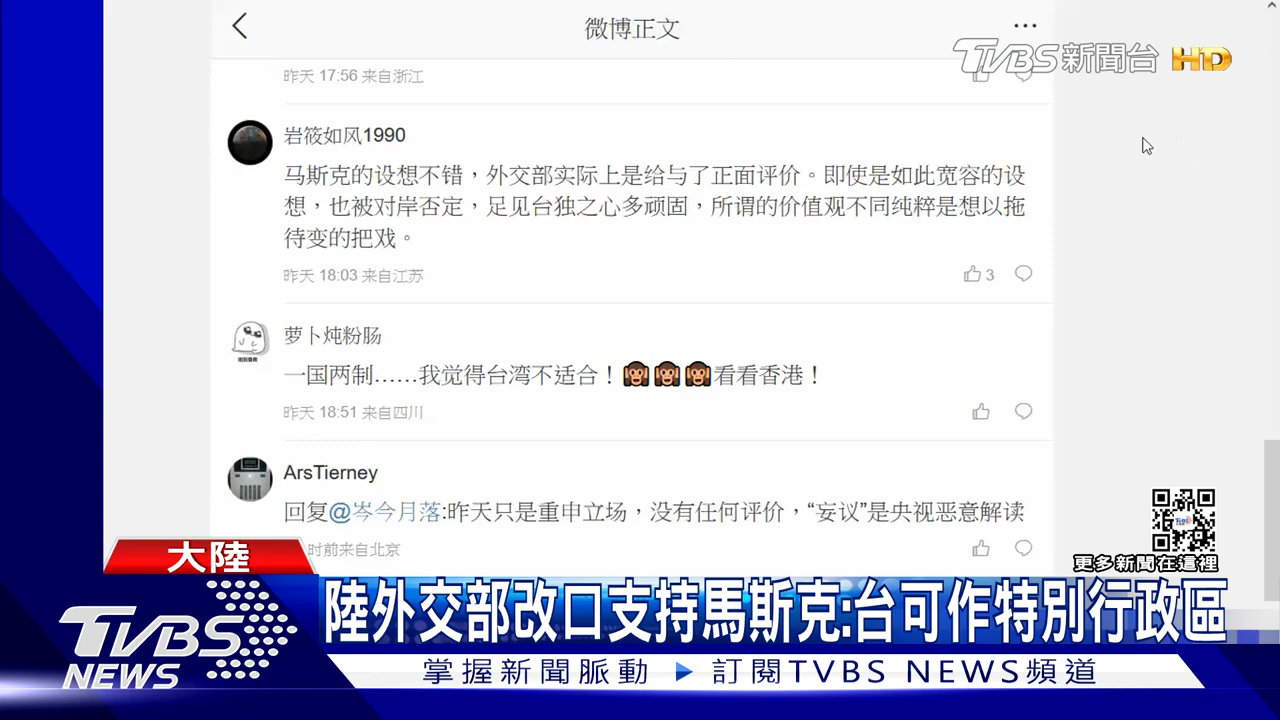 微博正文
TVBS新聞台 HD
昨天 17:56 来自浙江
岩筱如风1990
马斯克的设想不错，外交部实际上是给与了正面评价。即使是如此宽容的设
想，也被对岸否定，足见台独之心多顽固，所谓的价值观不同纯粹是想以拖
待变的把戏。
昨天 18:03 来自江苏
3
萝卜炖粉肠
一国两制……我觉得台湾不适合！🙉🙉🙉看看香港！
昨天 18:51 来自四川
ArsTierney
回复@岑今月落:昨天只是重申立场，没有任何评价，“妄议”是央视恶意解读
时前来自北京
更多新聞在這裡
大陸
陸外交部改口支持馬斯克:台可作特別行政區
TVBS
NEWS
掌握新聞脈動 ▶ 訂閱TVBS NEWS頻道